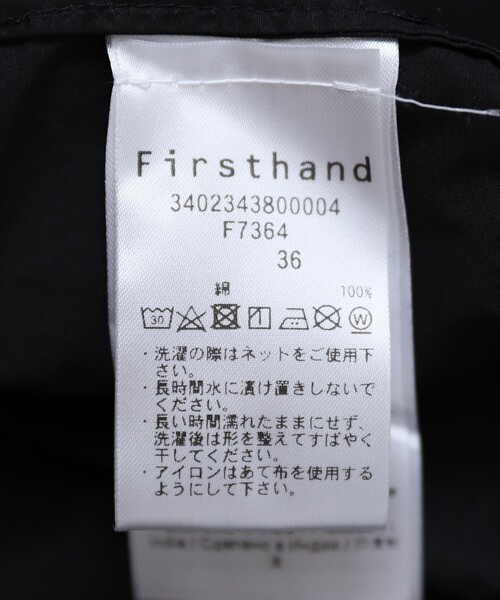 Firsthand
3402343800004
F7364
36
綿 100%
30 W
・洗濯の際はネットをご使用下
さい。
・長時間水に漬け置きしないで
ください。
・長い時間濡れたままにせず、
洗濯後は形を整えてすばやく
干してください。
・アイロンはあて布を使用する
ようにして下さい。